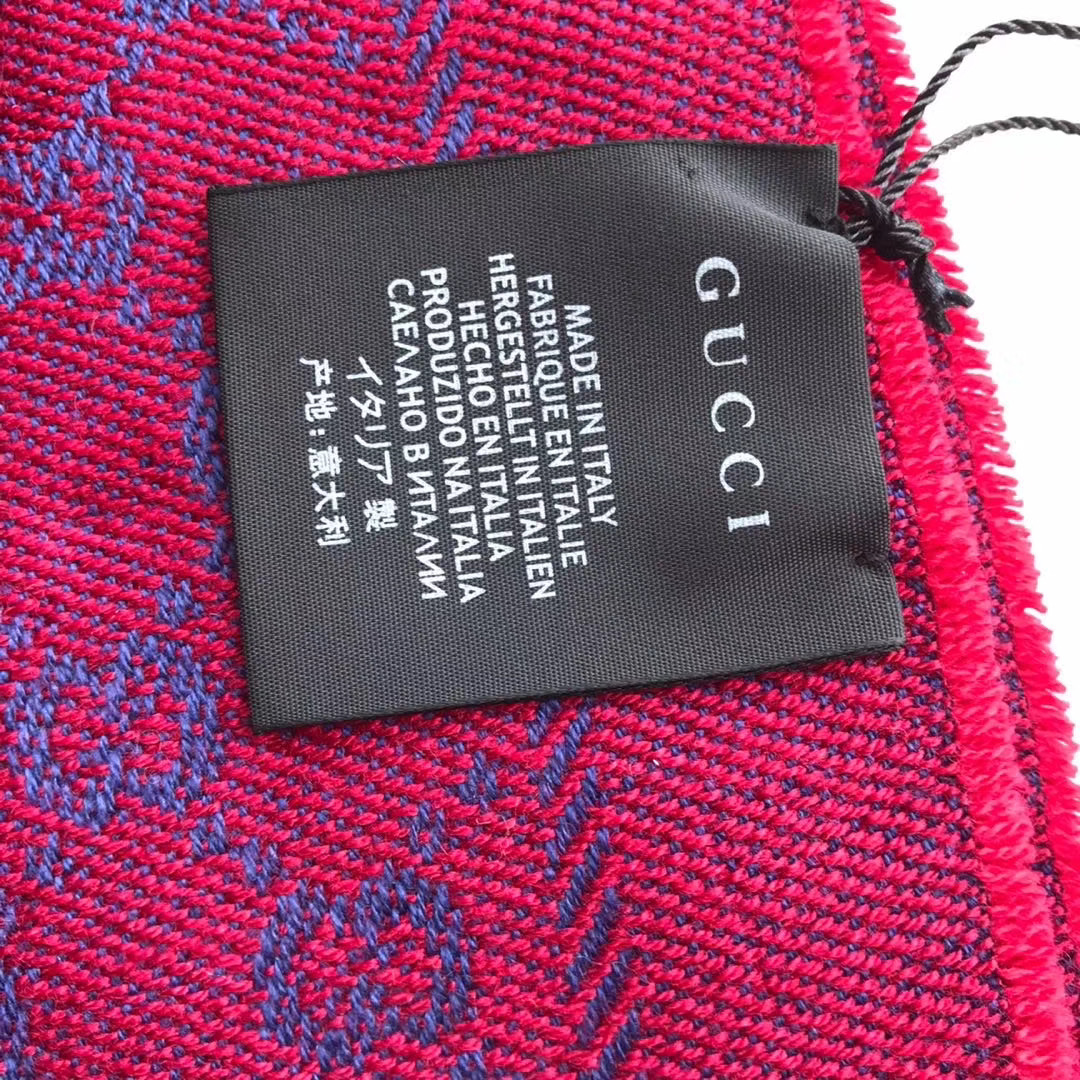 GUCCI
MADE IN ITALY
FABRIQUE EN ITALIE
HERGESTELLT IN ITALIEN
HECHO EN ITALIA
PRODUZIDO NA ITALIA
СДЕЛАНО В ИТАЛИИ
イタリア製
产地:意大利